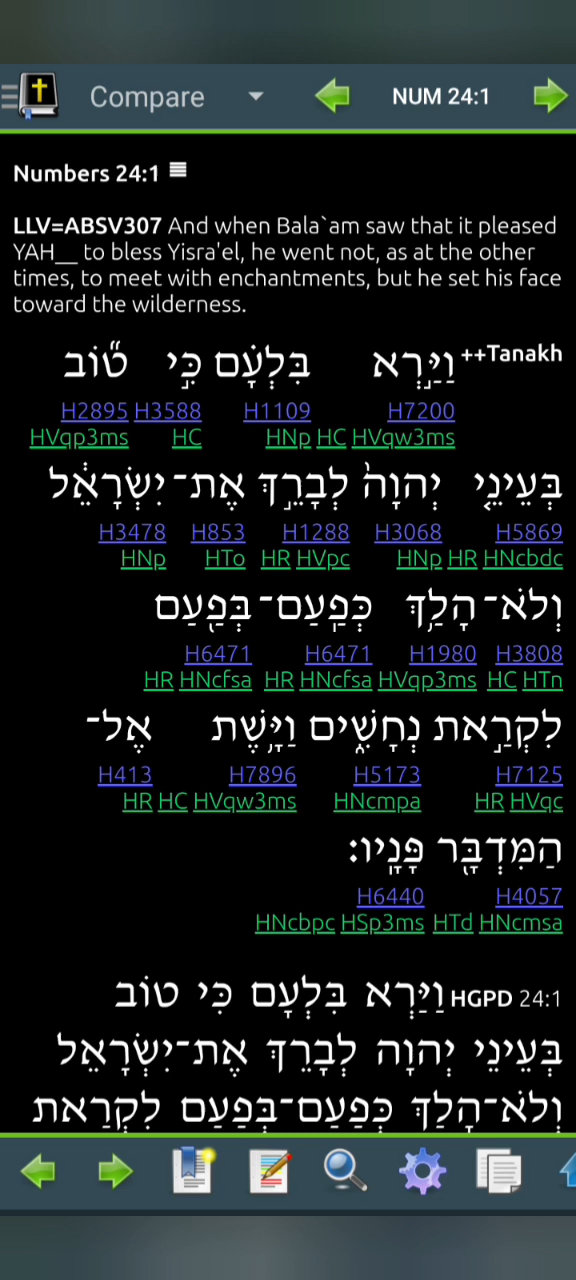 Compare
NUM 24:1
Numbers 24:1
LLV=ABSV307 And when Bala`am saw that it pleased
YAH__ to bless Yisra'el, he went not, as at the other
times, to meet with enchantments, but he set his face
toward the wilderness.
++Tanakh וַיַּ֣רְא בִּלְעָ֗ם כִּ֣י ט֞וֹב
H2895 H3588 H1109 H7200
HVqp3ms HC HNp HC HVqw3ms
בְּעֵינֵ֤י יְהוָה֙ לְבָרֵ֣ךְ אֶת־יִשְׂרָאֵ֔ל
H3478 H853 H1288 H3068 H5869
HNp HTo HR HVpc HNp HR HNcbdc
וְלֹא־הָלַ֥ךְ כְּפַֽעַם־בְּפַ֖עַם
H6471 H6471 H1980 H3808
HR HNcfsa HR HNcfsa HVqp3ms HC HTn
לִקְרַ֣את נְחָשִׁ֑ים וַיָּ֥שֶׁת אֶל־
H413 H7896 H5173 H7125
HR HC HVqw3ms HNcmpa HR HVqc
הַמִּדְבָּ֖ר פָּנָֽיו׃
H6440 H4057
HNcbpc HSp3ms HTd HNcmsa
HGPD 24:1 וַיַּרְא בִּלְעָם כִּי טוֹב
בְּעֵינֵי יְהוָה לְבָרֵךְ אֶת־יִשְׂרָאֵל
וְלֹא־הָלַךְ כְּפַעַם־בְּפַעַם לִקְרַאת